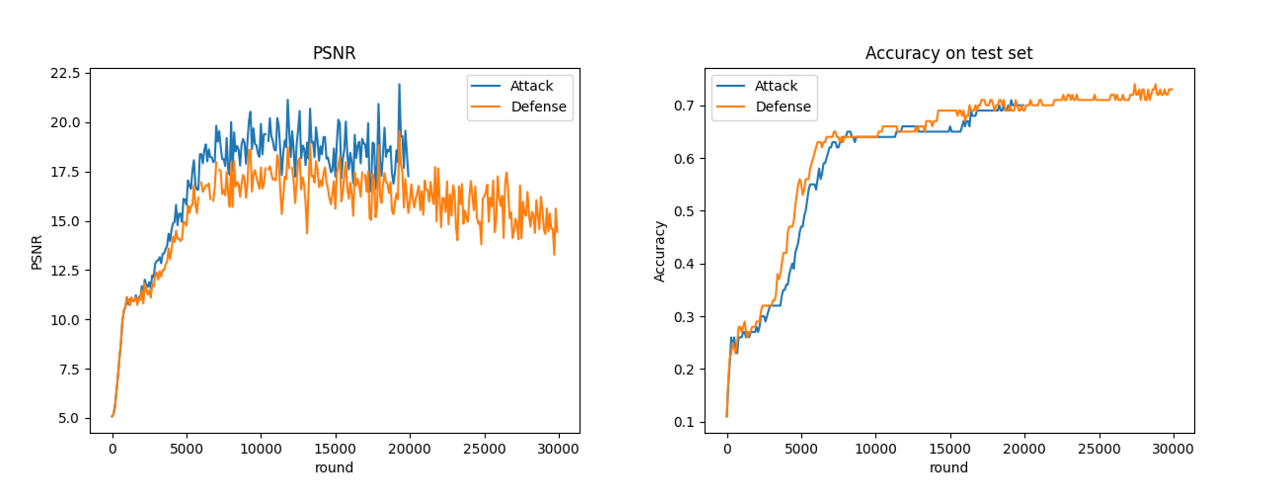 PSNR
22.5
20.0
17.5
15.0
12.5
10.0
7.5
5.0
PSNR
Attack
Defense
0 5000 10000 15000 20000 25000 30000
round
Accuracy on test set
0.7
0.6
0.5
0.4
0.3
0.2
0.1
Accuracy
Attack
Defense
0 5000 10000 15000 20000 25000 30000
round